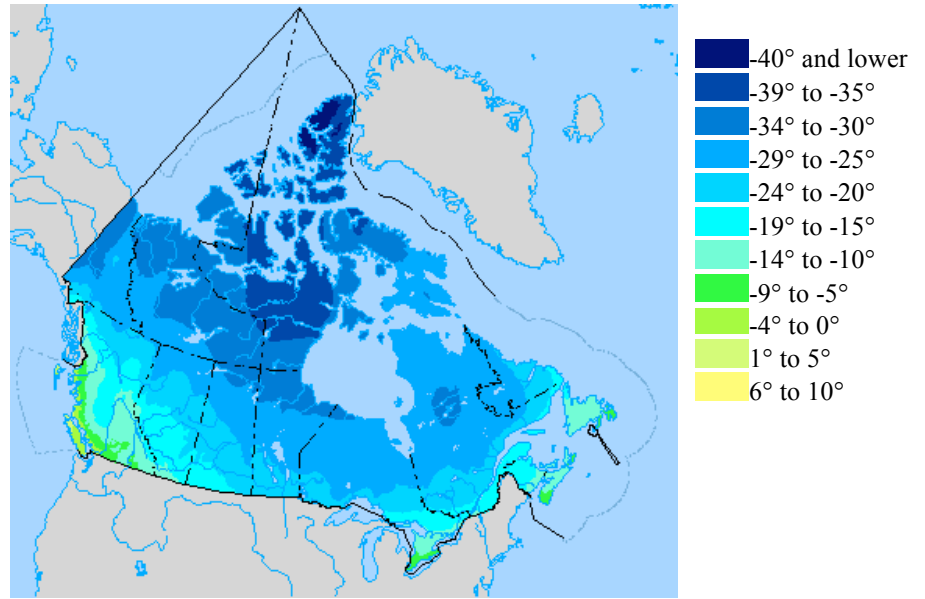 -40° and lower
-39° to -35°
-34° to -30°
-29° to -25°
-24° to -20°
-19° to -15°
-14° to -10°
-9° to -5°
-4° to 0°
1° to 5°
6° to 10°